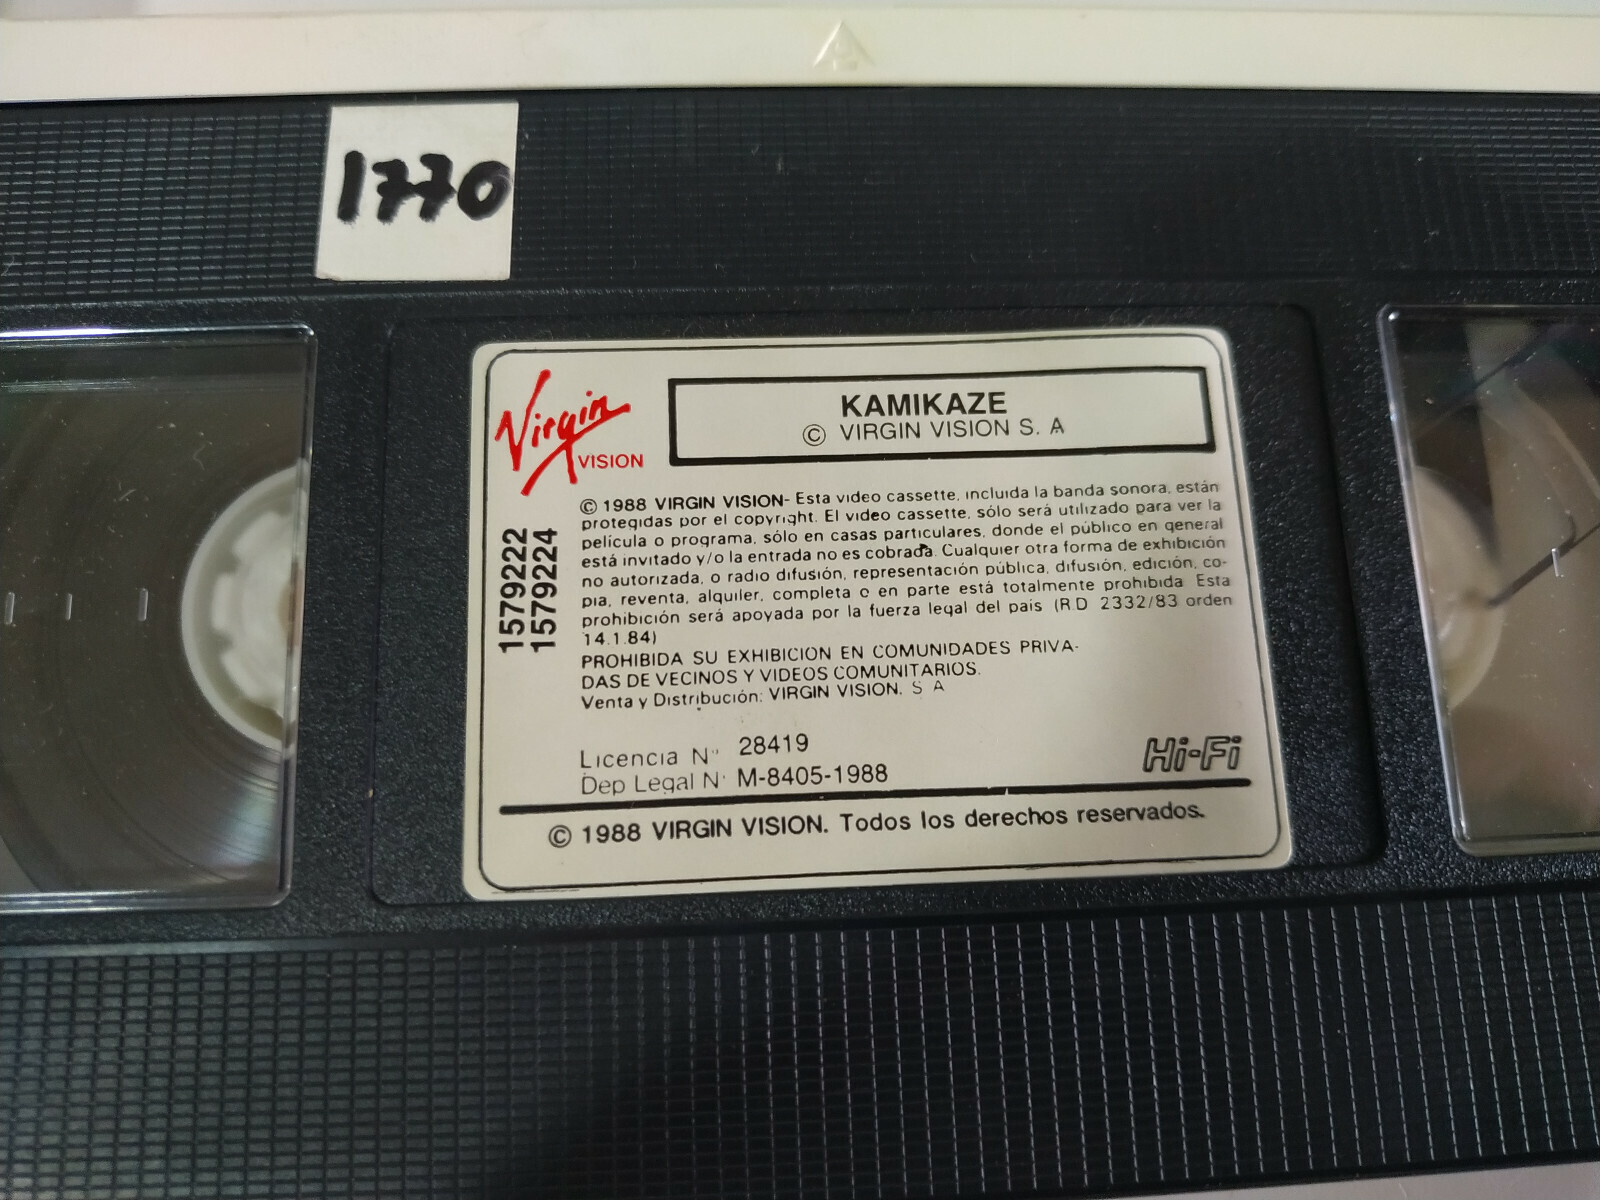 1770
Virgin
VISION
KAMIKAZE
© VIRGIN VISION S. A
1579222
1579224
© 1988 VIRGIN VISION- Esta video cassette, incluida la banda sonora, están
protegidas por el copyright. El video cassette, sólo será utilizado para ver la
película o programa, sólo en casas particulares, donde el público en general
está invitado y/o la entrada no es cobrada. Cualquier otra forma de exhibición
no autorizada, o radio difusión, representación pública, difusión, edición, co-
pia, reventa, alquiler, completa o en parte está totalmente prohibida Esta
prohibición será apoyada por la fuerza legal del país (R.D 2332/83 orden
14.1.84)
PROHIBIDA SU EXHIBICION EN COMUNIDADES PRIVA-
DAS DE VECINOS Y VIDEOS COMUNITARIOS.
Venta y Distribución: VIRGIN VISION. S A
Licencia Nº 28419
Dep Legal Nº M-8405-1988
Hi-Fi
© 1988 VIRGIN VISION. Todos los derechos reservados.